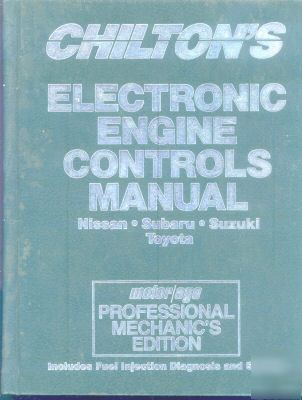 CHILTON'S
ELECTRONIC
ENGINE
CONTROLS
MANUAL
Nissan • Subaru • Suzuki
Toyota
motor/age
PROFESSIONAL
MECHANIC'S
EDITION
Includes Fuel Injection Diagnosis and